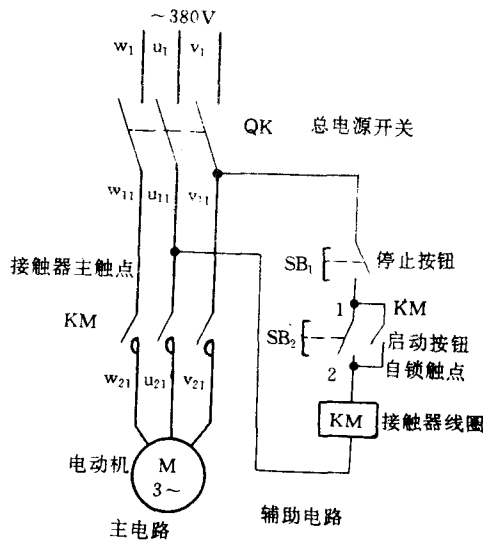 ~380V
w₁ u₁ v₁
QK 总电源开关
w₁₁ u₁₁ v₁₁
接触器主触点
SB₁ 停止按钮
1 KM
KM
SB₂ 启动按钮
2 自锁触点
w₂₁ u₂₁ v₂₁
KM 接触器线圈
电动机 M
3~
主电路 辅助电路